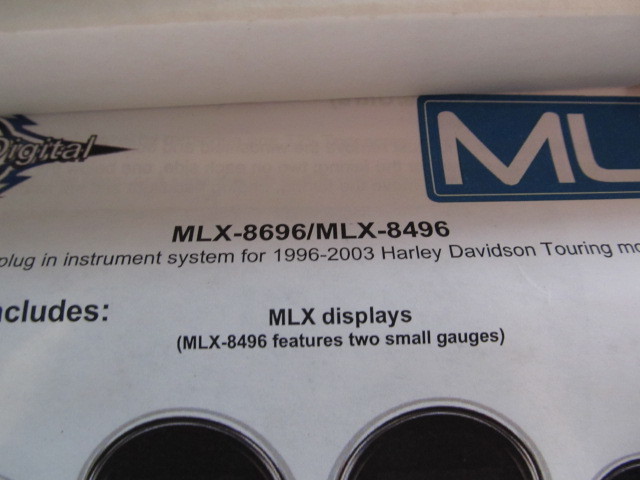 Digital
ML
MLX-8696/MLX-8496
plug in instrument system for 1996-2003 Harley Davidson Touring mo
ncludes:
MLX displays
(MLX-8496 features two small gauges)